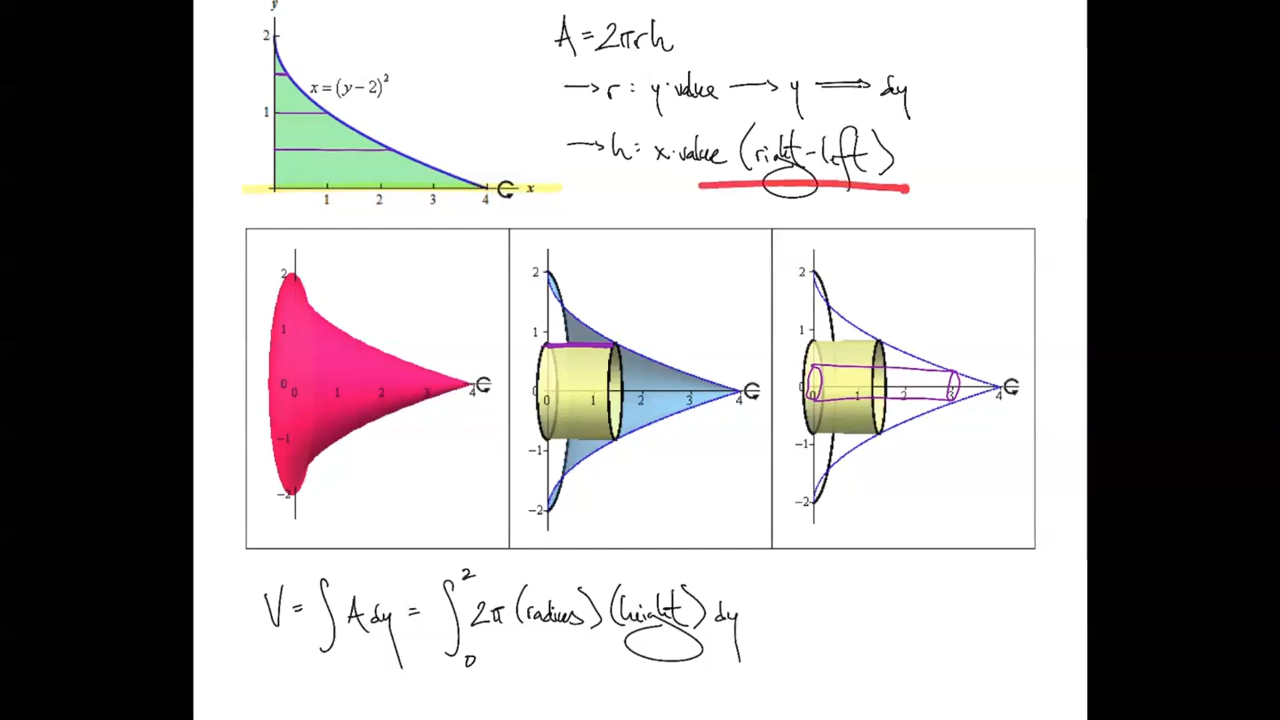 y
2
x = (y – 2)²
1
1 2 3 4 x
A = 2πrh
→ r: y-value → y ⟹ dy
→ h: x-value (right - left)
2
1
0
0 1 2 3 4
-1
-2
2
1
0
0 1 2 3 4
-1
-2
2
1
0
0 1 2 3 4
-1
-2
V = ∫ A dy = ∫₀² 2π (radius) (height) dy